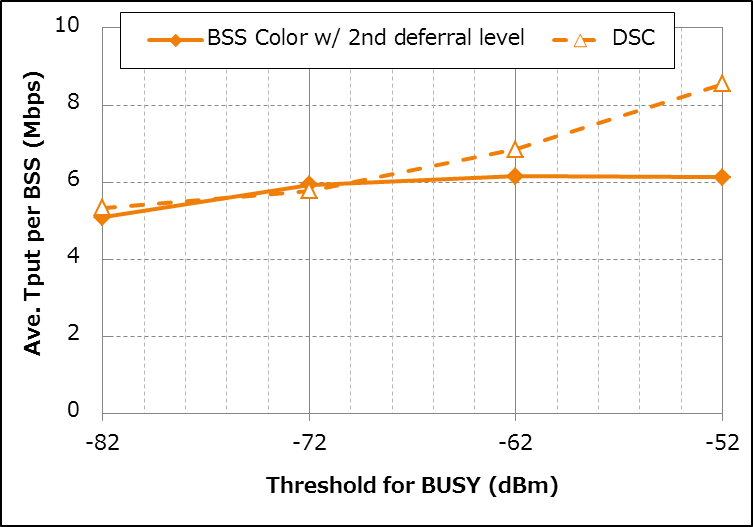 BSS Color w/ 2nd deferral level
DSC
Ave. Tput per BSS (Mbps)
10
8
6
4
2
0
-82
-72
-62
-52
Threshold for BUSY (dBm)